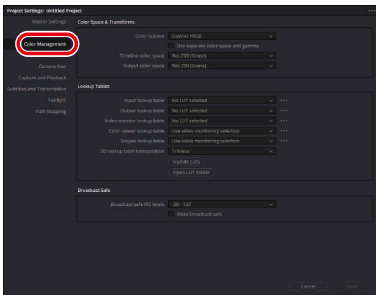 Project Settings: Untitled Project
Master Settings
Color Management
Camera Raw
Capture and Playback
Subtitles and Transcription
Fairlight
Path Mapping
Color Space & Transforms
Color science DaVinci YRGB
Use separate color space and gamma
Timeline color space Rec.709 (Scene)
Output color space Rec.709 (Scene)
Lookup Tables
Input lookup table No LUT selected
Output lookup table No LUT selected
Video monitor lookup table No LUT selected
Color viewer lookup table Use video monitoring selection
Scopes lookup table Use video monitoring selection
3D lookup table interpolation Trilinear
Update Lists
Open LUT Folder
Broadcast Safe
Broadcast safe IRE levels -20 - 120
Make broadcast safe
Cancel Save